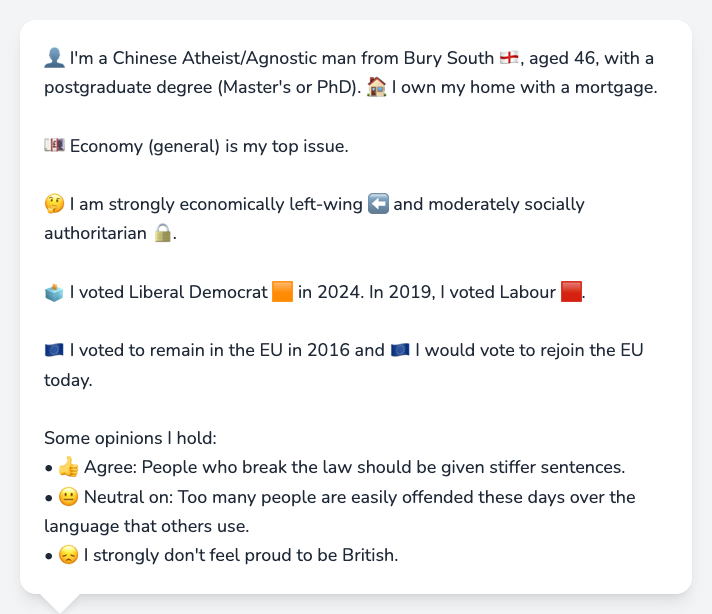 👤 I'm a Chinese Atheist/Agnostic man from Bury South 🏴󠁧󠁢󠁥󠁮󠁧󠁿, aged 46, with a
postgraduate degree (Master's or PhD). 🏠 I own my home with a mortgage.
💷 Economy (general) is my top issue.
🤔 I am strongly economically left-wing ⬅️ and moderately socially
authoritarian 🔒.
🗳️ I voted Liberal Democrat 🟧 in 2024. In 2019, I voted Labour 🟥.
🇪🇺 I voted to remain in the EU in 2016 and 🇪🇺 I would vote to rejoin the EU
today.
Some opinions I hold:
• 👍 Agree: People who break the law should be given stiffer sentences.
• 😐 Neutral on: Too many people are easily offended these days over the
language that others use.
• 😞 I strongly don't feel proud to be British.